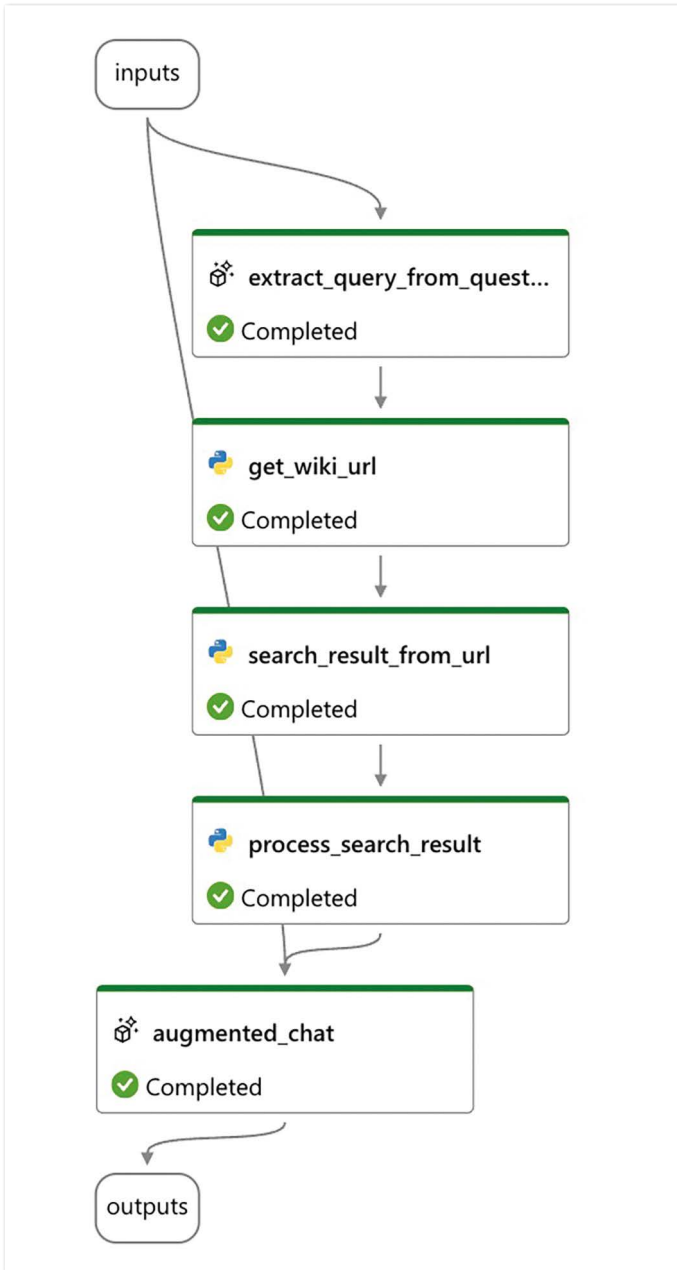 inputs
extract_query_from_quest...
Completed
get_wiki_url
Completed
search_result_from_url
Completed
process_search_result
Completed
augmented_chat
Completed
outputs